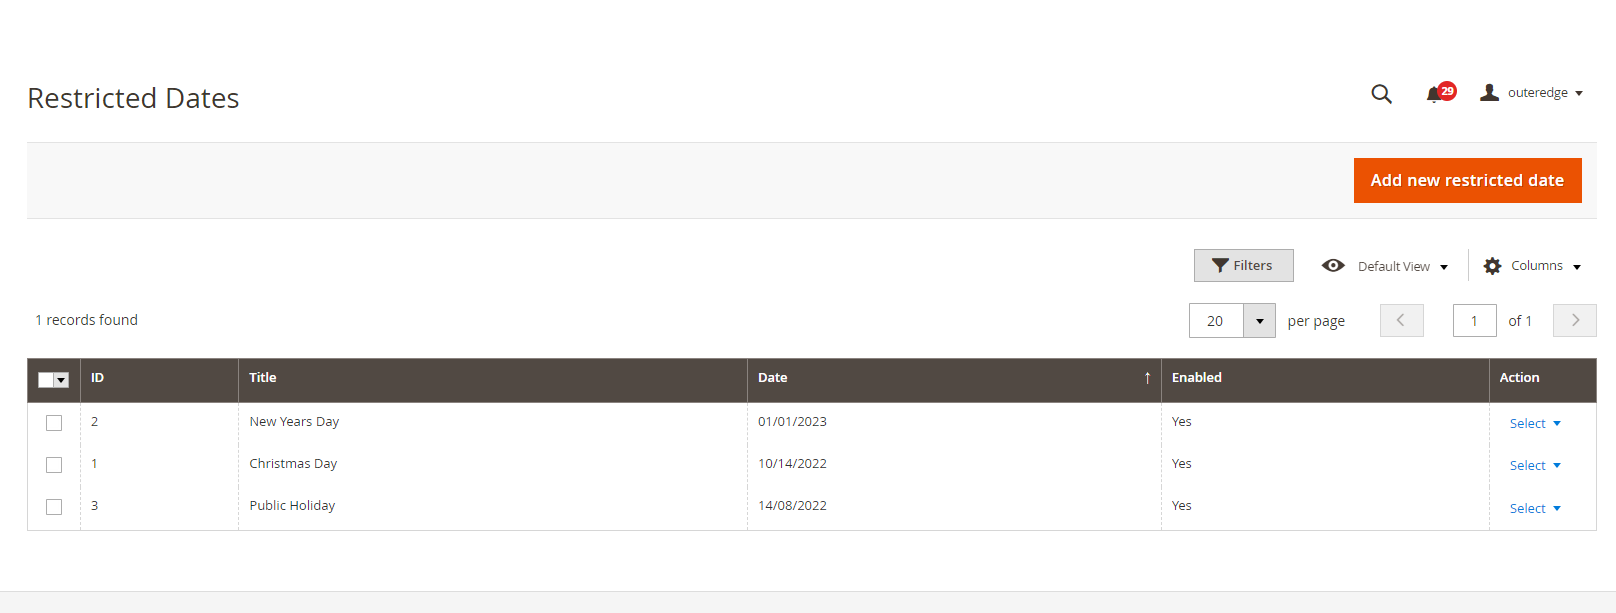 Restricted Dates
29
outeredge
Add new restricted date
Filters
Default View
Columns
1 records found
20
per page
1
of 1
ID Title Date ↑ Enabled Action
2 New Years Day 01/01/2023 Yes Select
1 Christmas Day 10/14/2022 Yes Select
3 Public Holiday 14/08/2022 Yes Select